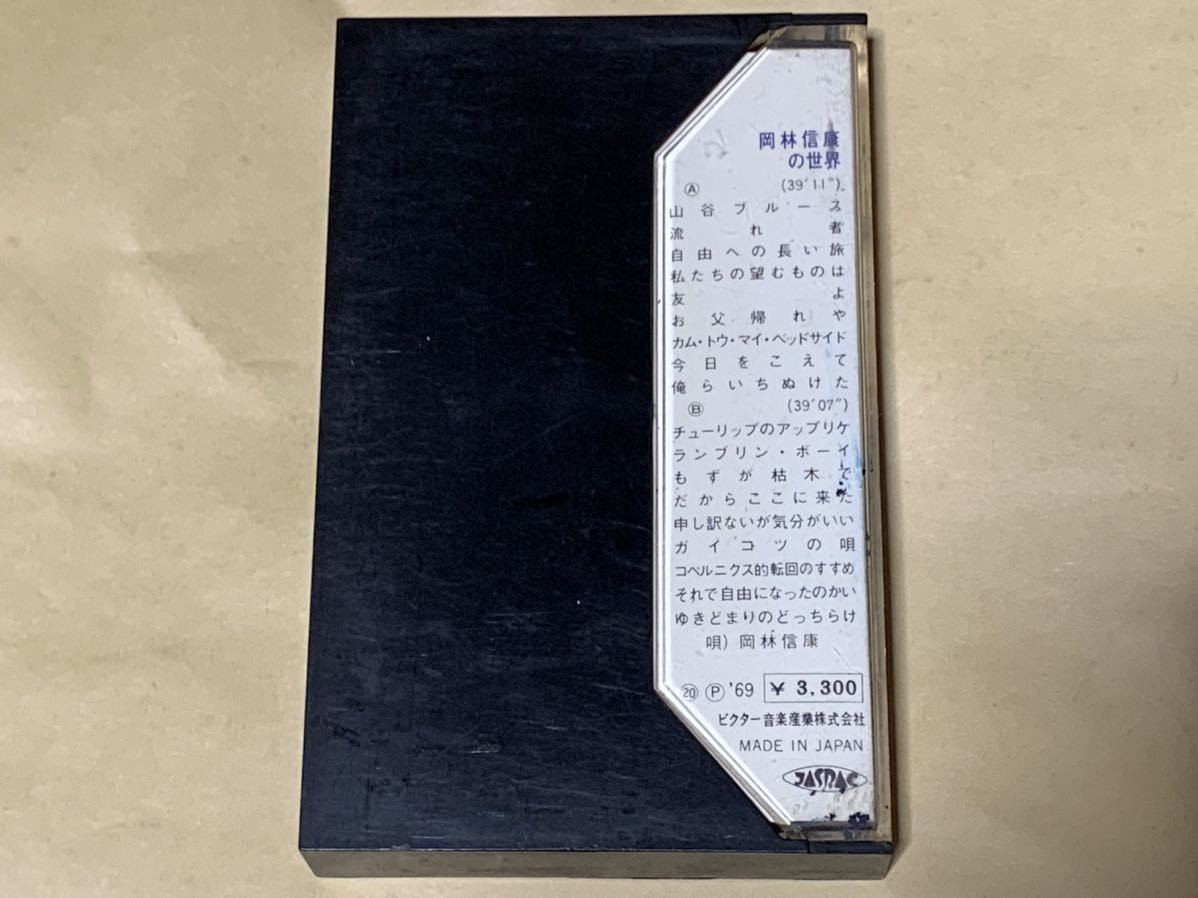 岡林信康
の世界
Ⓐ (39′11″)
山谷ブルース
流れ者
自由への長い旅
私たちの望むものは
友よ
お父帰れや
カム・トウ・マイ・ベッドサイド
今日をこえて
俺らいちぬけた
Ⓑ (39′07″)
チューリップのアップリケ
ランブリン・ボーイ
もずが枯木で
だからここに来た
申し訳ないが気分がいい
ガイコツの唄
コペルニクス的転回のすすめ
それで自由になったのかい
ゆきどまりのどっちらけ
唄)岡林信康
⑳ Ⓟ '69 ¥ 3,300
ビクター音楽産業株式会社
MADE IN JAPAN
JASRAC